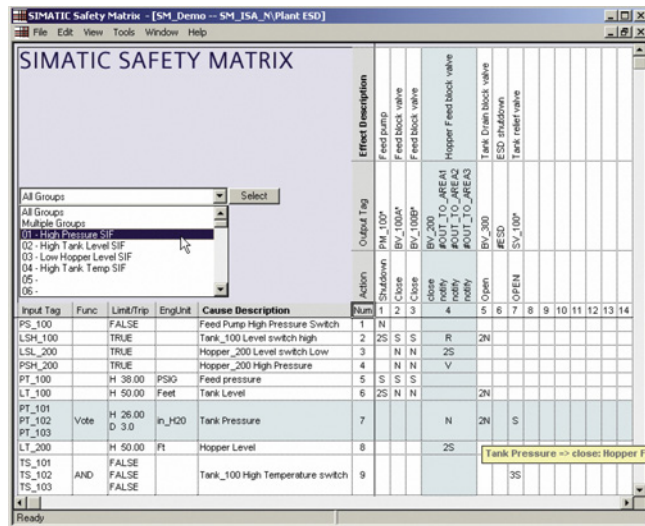 SIMATIC Safety Matrix - [SM_Demo -- SM_ISA_N\Plant ESD]
File Edit View Tools Window Help
SIMATIC SAFETY MATRIX
All Groups Select
All Groups
Multiple Groups
01 - High Pressure SIF
02 - High Tank Level SIF
03 - Low Hopper Level SIF
04 - High Tank Temp SIF
05 -
06 -
Effect Description
Feed pump
Feed block valve
Feed block valve
Hopper Feed block valve
Tank Drain block valve
ESD shutdown
Tank relief valve
Output Tag
PM_100*
BV_100A*
BV_100B*
BV_200
#OUT_TO_AREA1
#OUT_TO_AREA2
#OUT_TO_AREA3
BV_300
#ESD
SV_100*
Action
Shutdown
Close
Close
close
notify
notify
notify
Open
OPEN
Input Tag Func Limit/Trip EngUnit Cause Description Num 1 2 3 4 5 6 7 8 9 10 11 12 13 14
PS_100 FALSE Feed Pump High Pressure Switch 1 N
LSH_100 TRUE Tank_100 Level switch high 2 2S S S R 2N
LSL_200 TRUE Hopper_200 Level switch Low 3 N N 2S
PSH_200 TRUE Hopper_200 High Pressure 4 N N V
PT_100 H 38.00 PSIG Feed pressure 5 S S S
LT_100 H 50.00 Feet Tank Level 6 2S N N 2N
PT_101
PT_102
PT_103
Vote
H 26.00
D 3.0
in_H20 Tank Pressure 7 N 2N S
LT_200 H 50.00 Ft Hopper Level 8 2S
Tank Pressure => close: Hopper F
TS_101
TS_102
TS_103
AND
FALSE
FALSE
FALSE
Tank_100 High Temperature switch 9 3S
Ready